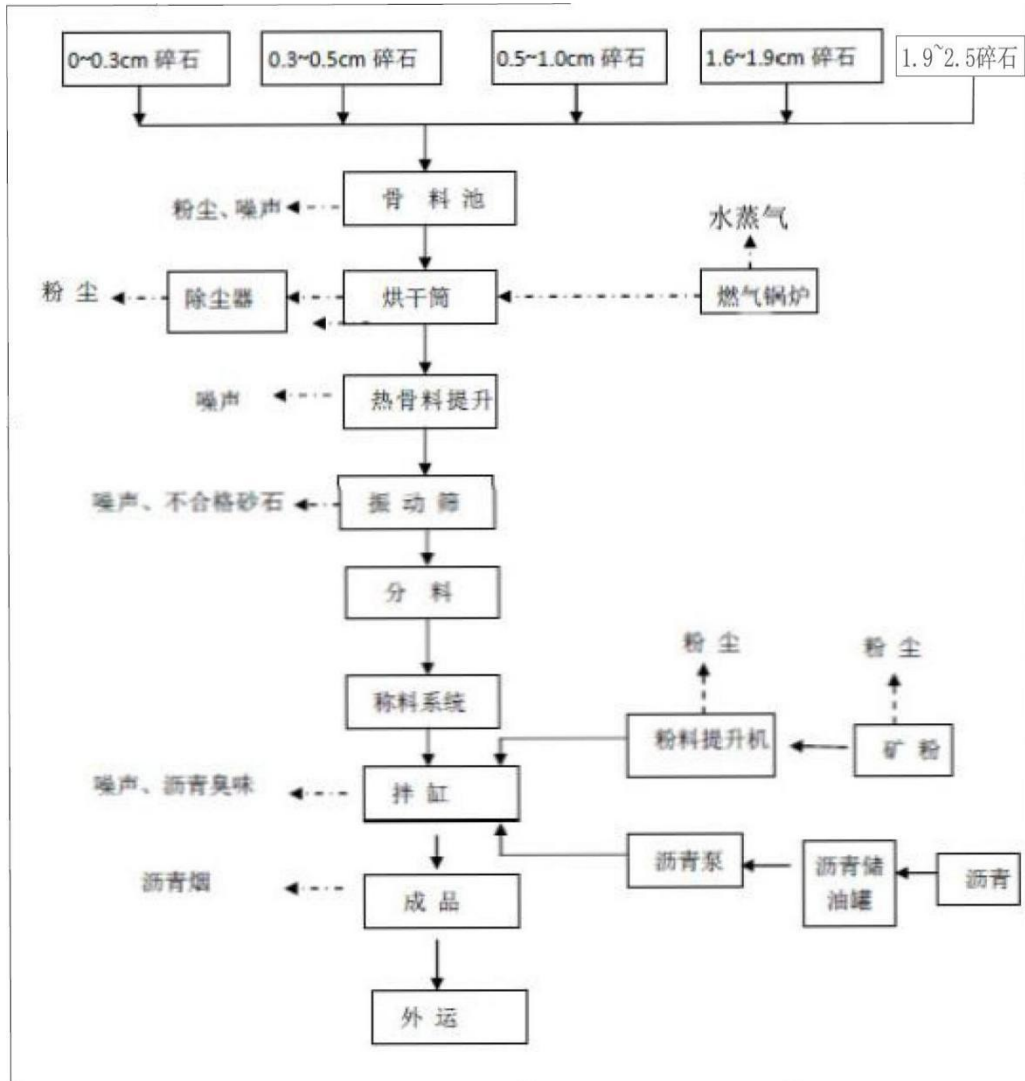 0~0.3cm 碎石
0.3~0.5cm 碎石
0.5~1.0cm 碎石
1.6~1.9cm 碎石
1.9~2.5碎石
骨 料 池
粉尘、噪声
水蒸气
粉 尘
除尘器
烘干筒
燃气锅炉
噪声
热骨料提升
噪声、不合格砂石
振 动 筛
分 料
粉 尘
粉 尘
称料系统
粉料提升机
矿 粉
噪声、沥青臭味
拌 缸
沥青泵
沥青储
油罐
沥青
沥青烟
成 品
外 运